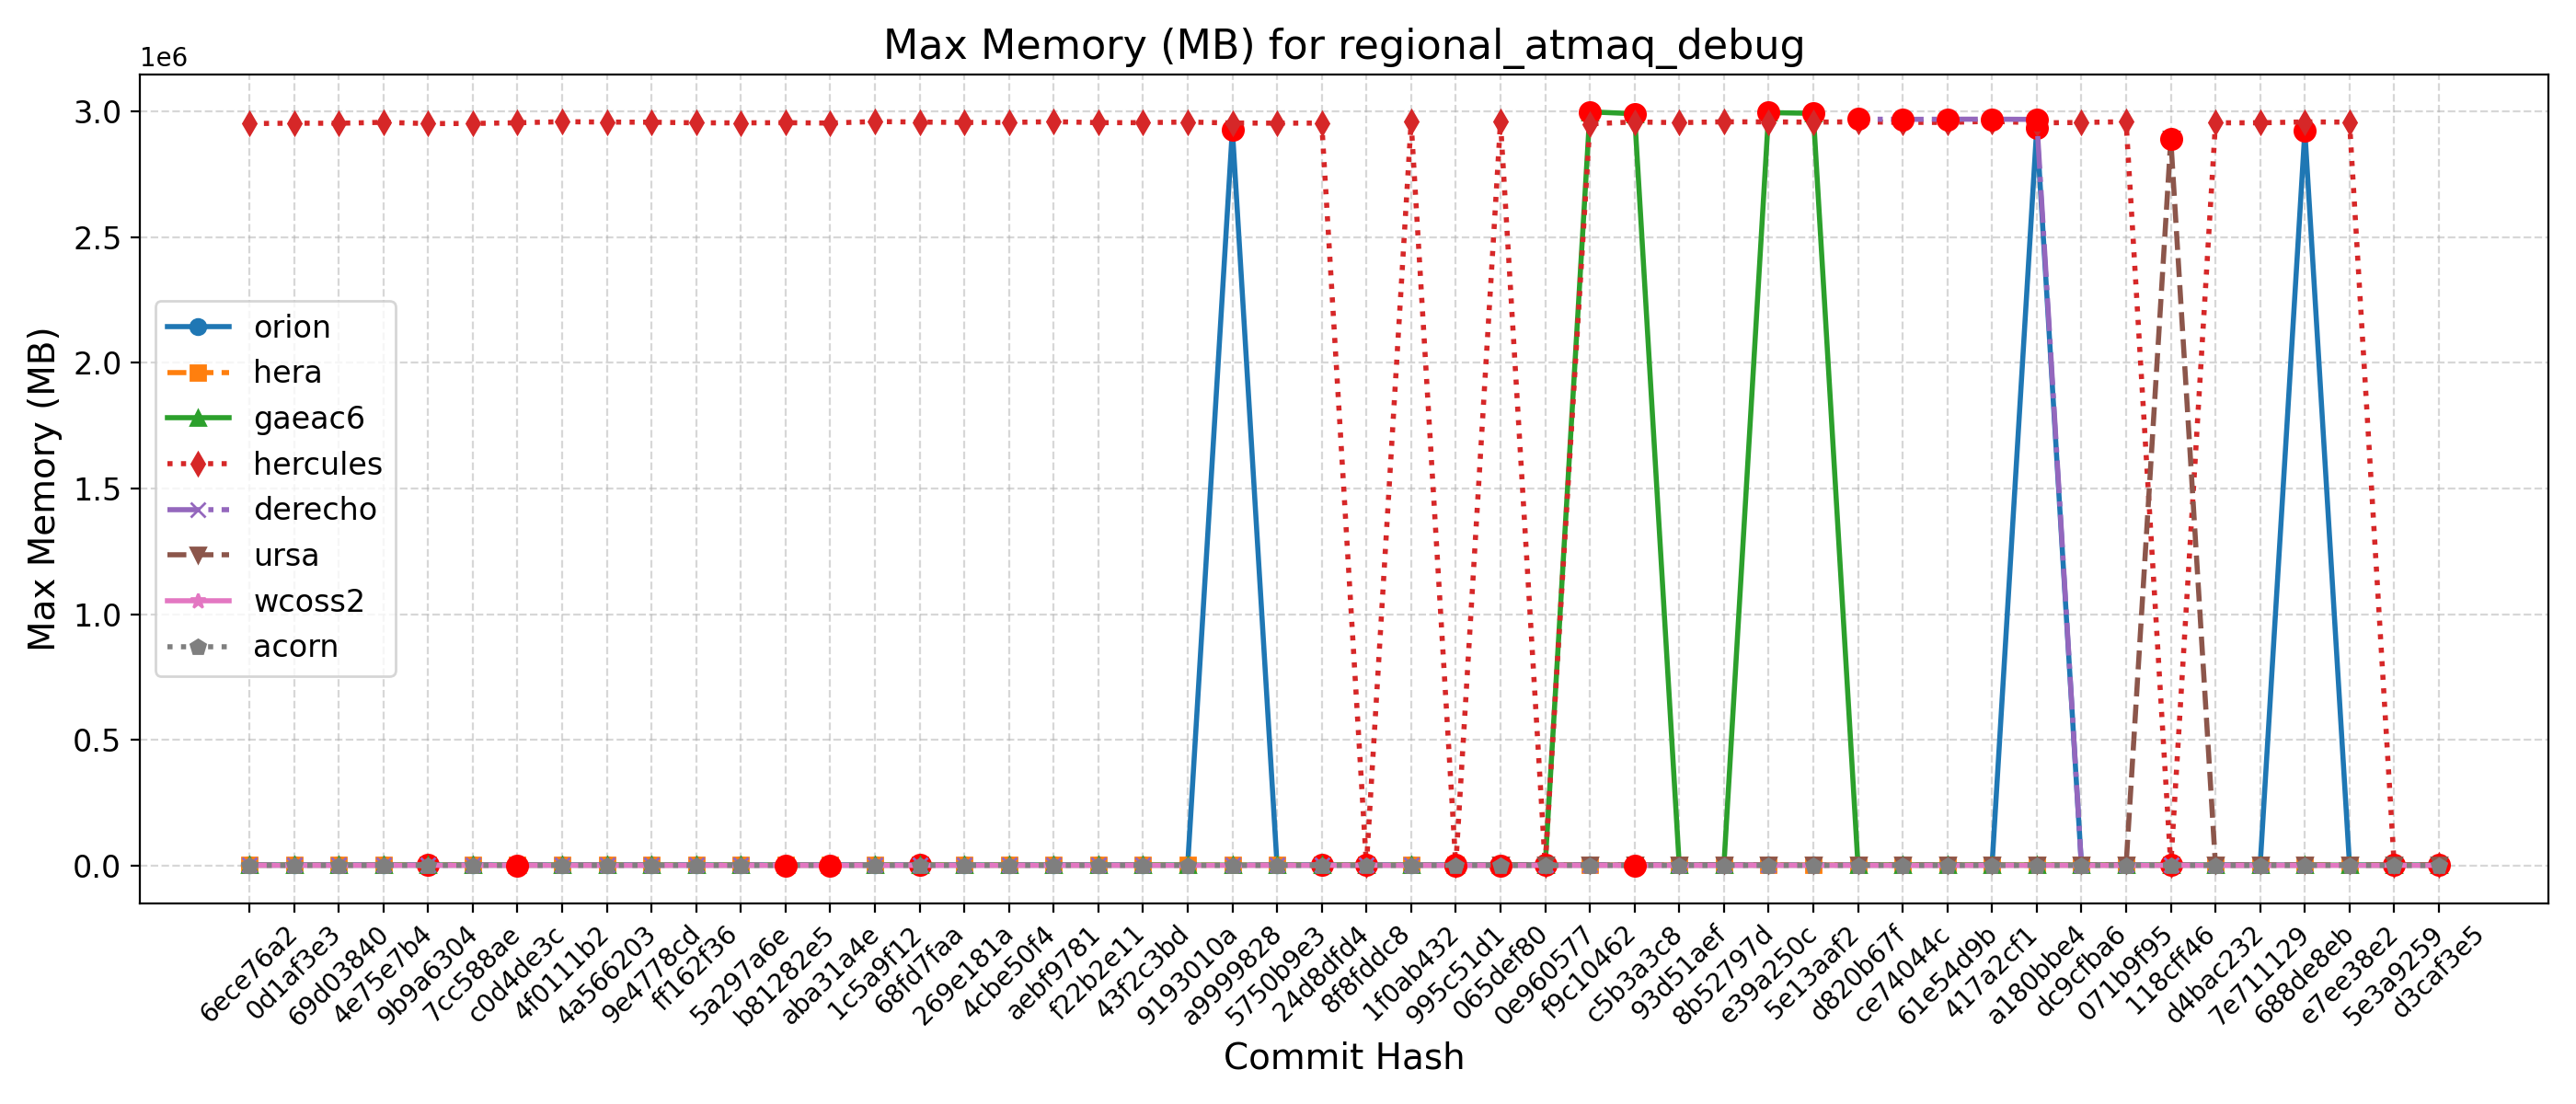 Max Memory (MB) for regional_atmaq_debug
1e6
3.0
2.5
2.0
1.5
1.0
0.5
0.0
Max Memory (MB)
orion
hera
gaeac6
hercules
derecho
ursa
wcoss2
acorn
6ece76a2
0d1af3e3
69d03840
4e75e7b4
9b9a6304
7cc588ae
c0d4de3c
4f0111b2
4a566203
9e4778cd
ff162f36
5a297a6e
b81282e5
aba31a4e
1c5a9f12
68fd7faa
269e181a
4cbe50f4
aebf9781
f22b2e11
43f2c3bd
9193010a
a9999828
5750b9e3
24d8dfd4
8f8fddc8
1f0ab432
995c51d1
065def80
0e960577
f9c10462
c5b3a3c8
93d51aef
8b52797d
e39a250c
5e13aaf2
d820b67f
ce74044c
61e54d9b
417a2cf1
a180bbe4
dc9cfba6
071b9f95
118cff46
d4bac232
7e711129
688de8eb
e7ee38e2
5e3a9259
d3caf3e5
Commit Hash